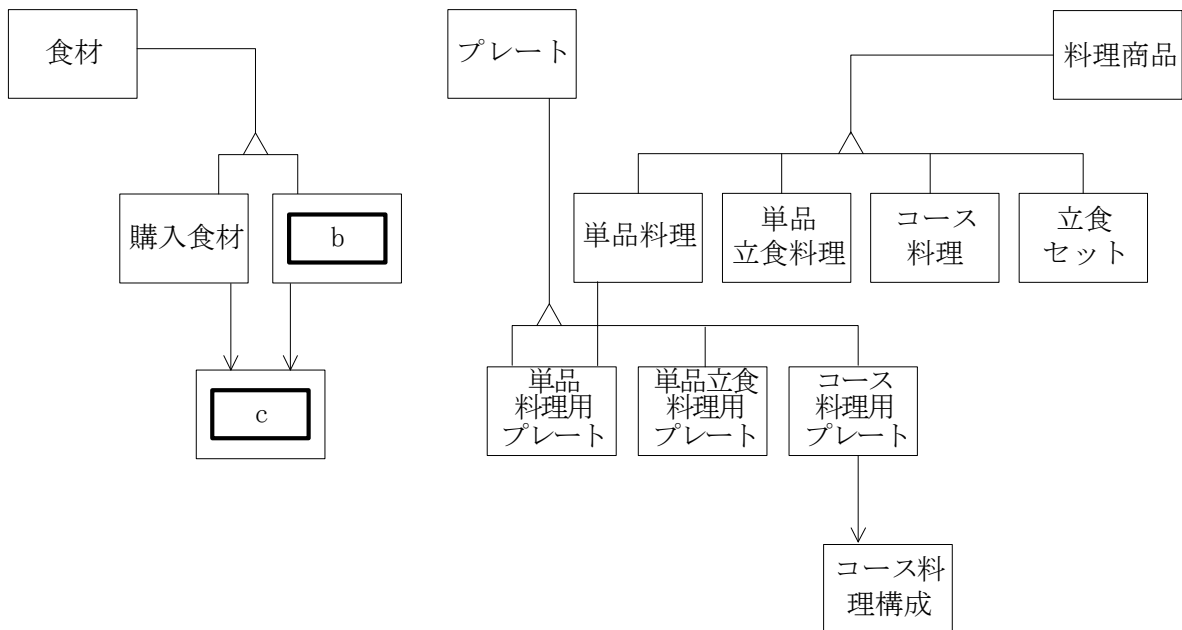 食材
プレート
料理商品
購入食材
b
単品料理
単品
立食料理
コース
料理
立食
セット
c
単品
料理用
プレート
単品立食
料理用
プレート
コース
料理用
プレート
コース料
理構成